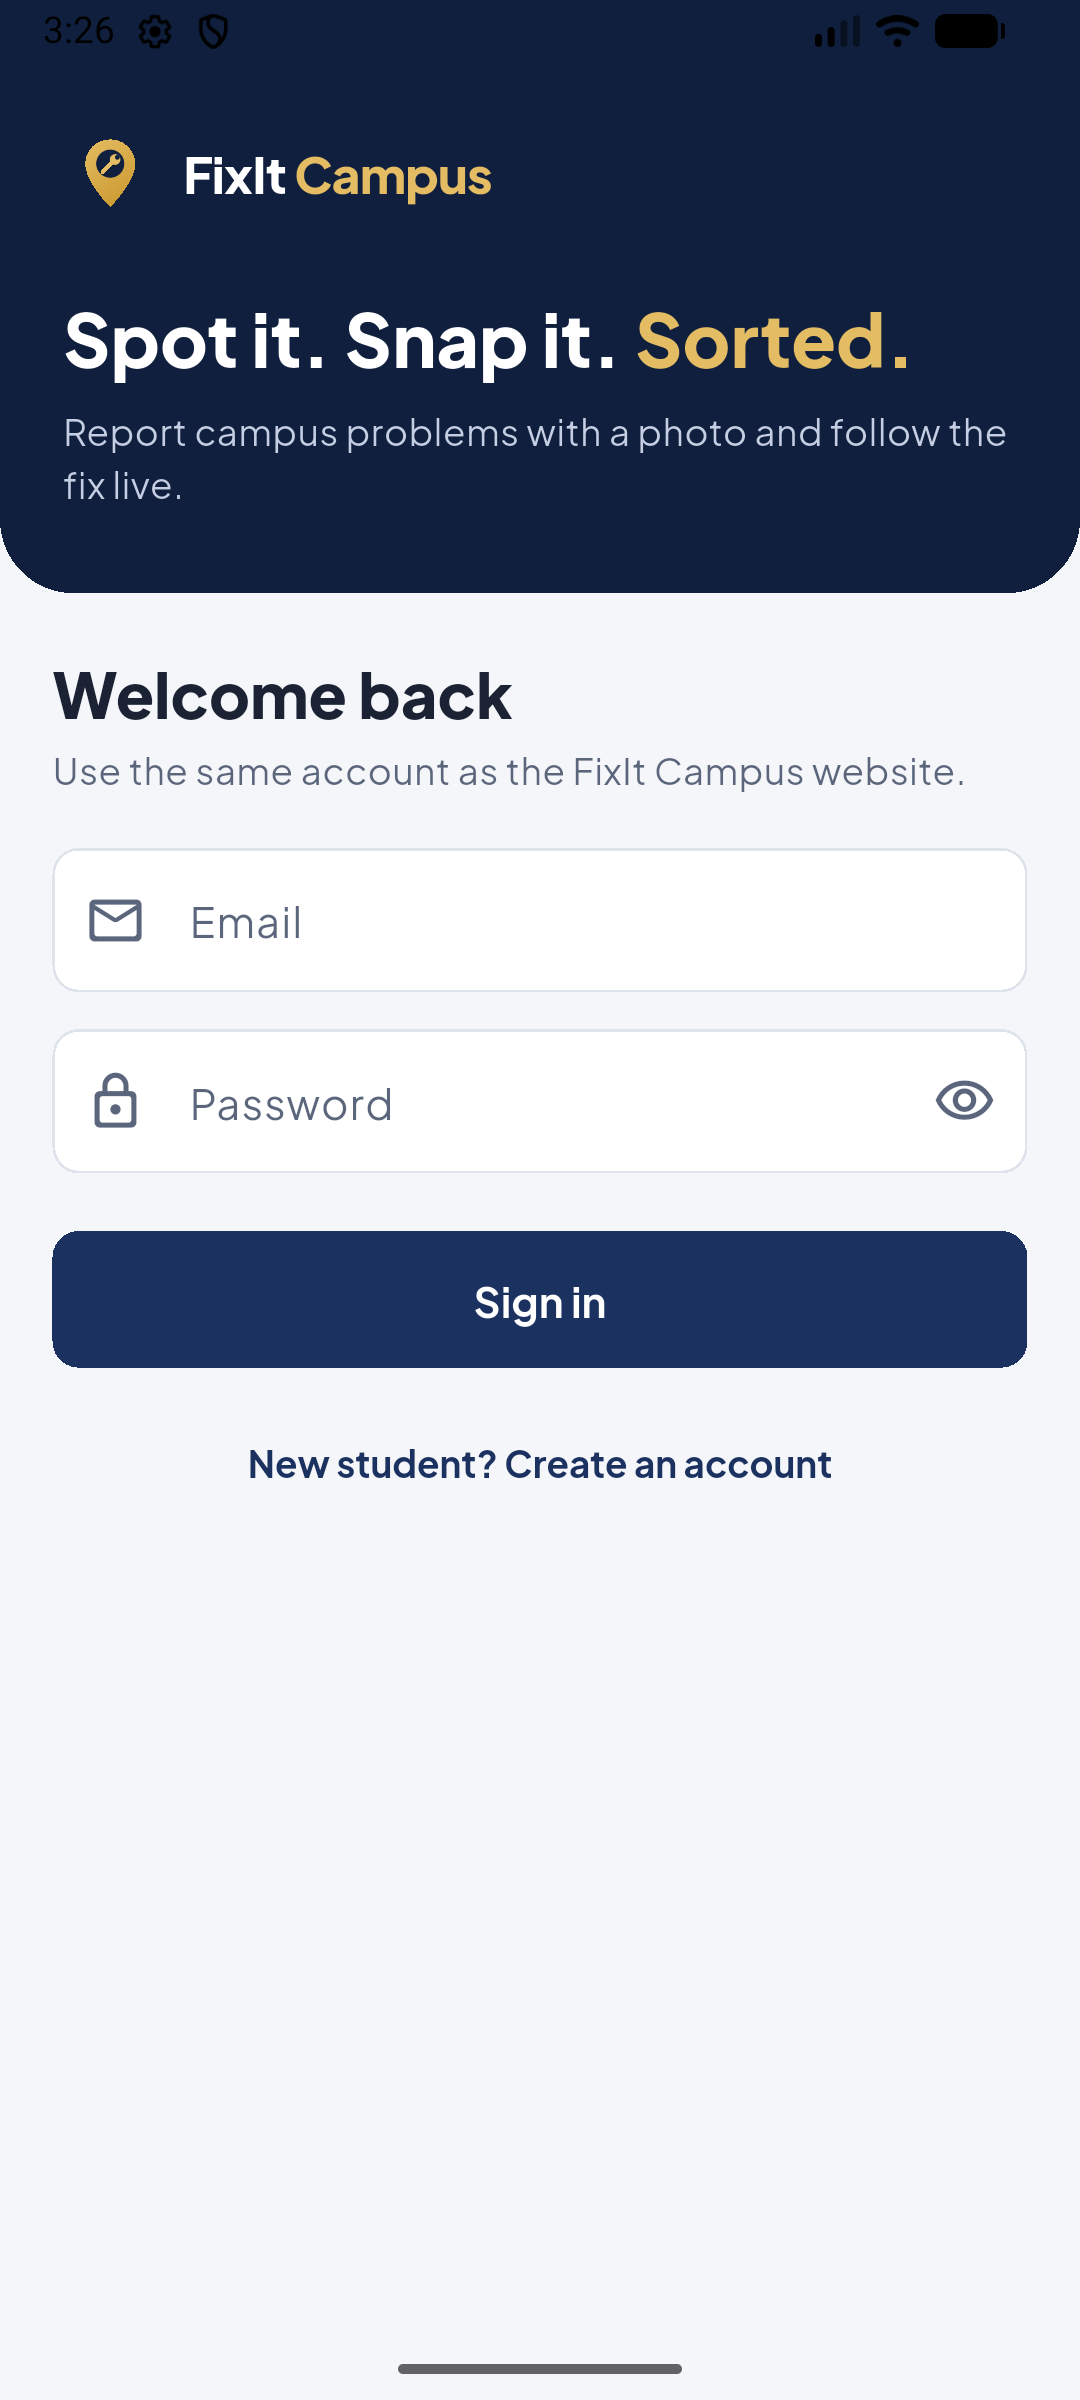 3:26
FixIt Campus
Spot it. Snap it. Sorted.
Report campus problems with a photo and follow the
fix live.
Welcome back
Use the same account as the FixIt Campus website.
Email
Password
Sign in
New student? Create an account